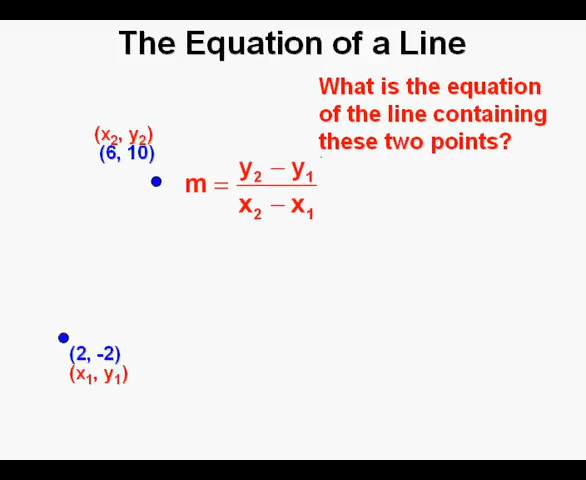 The Equation of a Line
What is the equation
of the line containing
these two points?
(x₂, y₂)
(6, 10)
m = (y₂ − y₁) / (x₂ − x₁)
(2, -2)
(x₁, y₁)